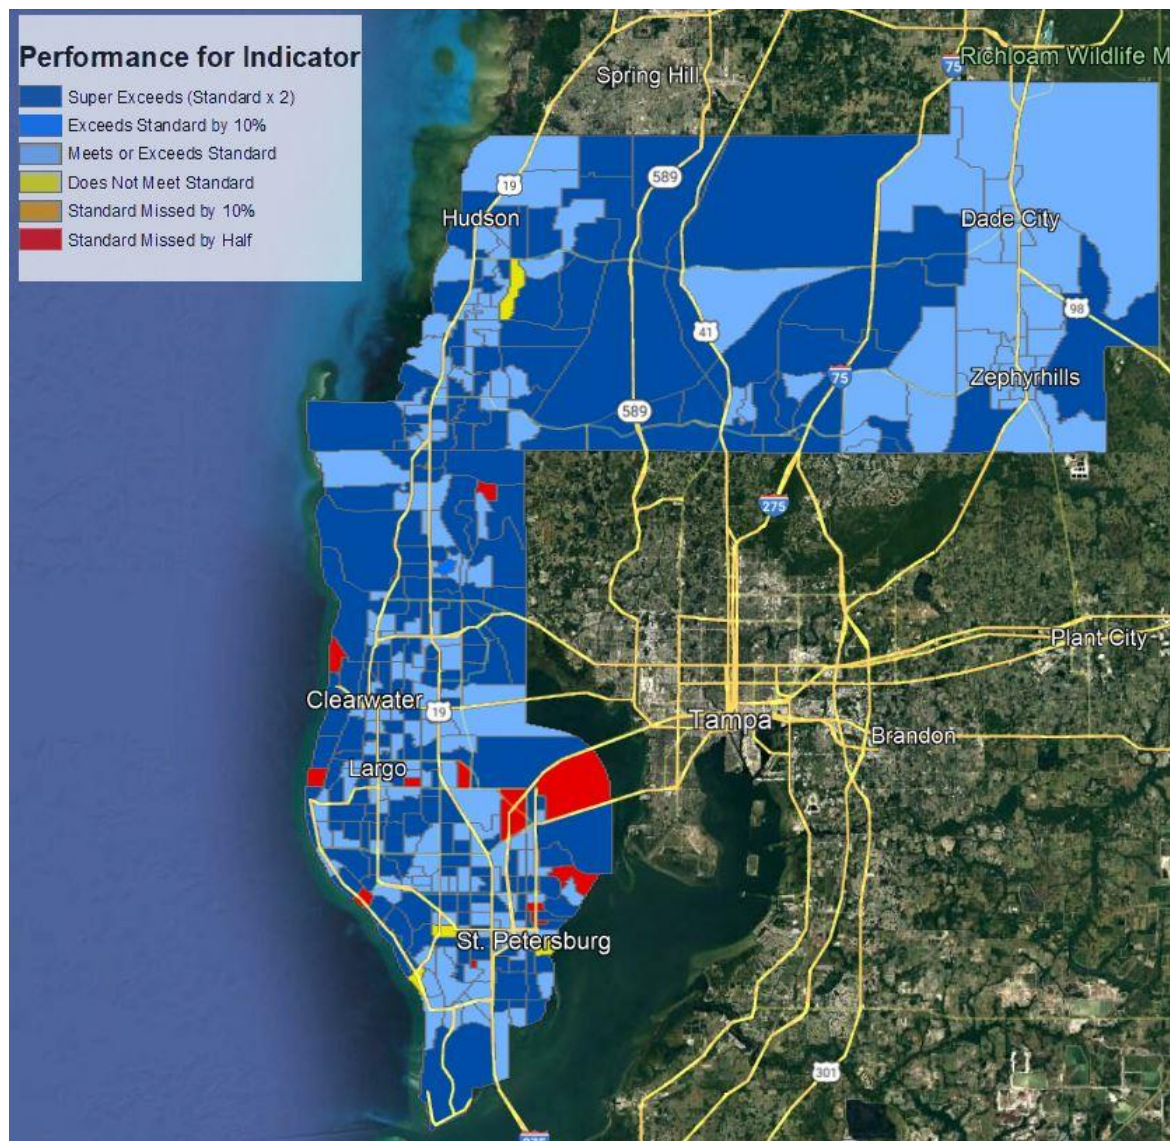 Performance for Indicator
Super Exceeds (Standard x 2)
Exceeds Standard by 10%
Meets or Exceeds Standard
Does Not Meet Standard
Standard Missed by 10%
Standard Missed by Half
Richloam Wildlife M
75
Spring Hill
589
19
Hudson
Dade City
98
41
75
Zephyrhills
589
275
Plant City
Clearwater
19
Tampa
Brandon
Largo
St. Petersburg
301